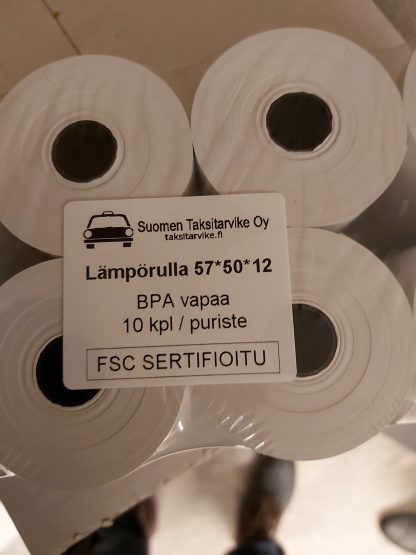 Suomen Taksitarvike Oy
taksitarvike.fi
Lämpörulla 57*50*12
BPA vapaa
10 kpl / puriste
FSC SERTIFIOITU